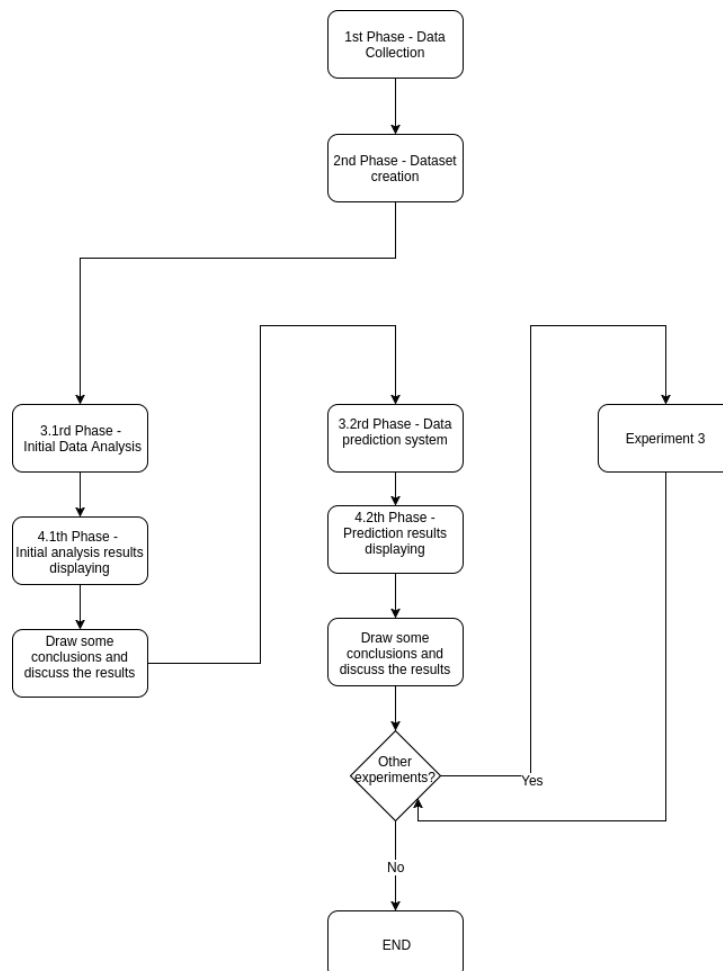 1st Phase - Data
Collection
2nd Phase - Dataset
creation
3.1rd Phase -
Initial Data Analysis
4.1th Phase -
Initial analysis results
displaying
Draw some
conclusions and
discuss the results
3.2rd Phase - Data
prediction system
4.2th Phase -
Prediction results
displaying
Draw some
conclusions and
discuss the results
Other
experiments?
Yes
Experiment 3
No
END